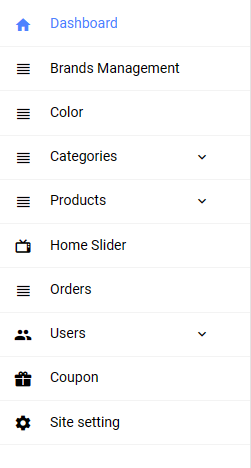 Dashboard
Brands Management
Color
Categories
Products
Home Slider
Orders
Users
Coupon
Site setting